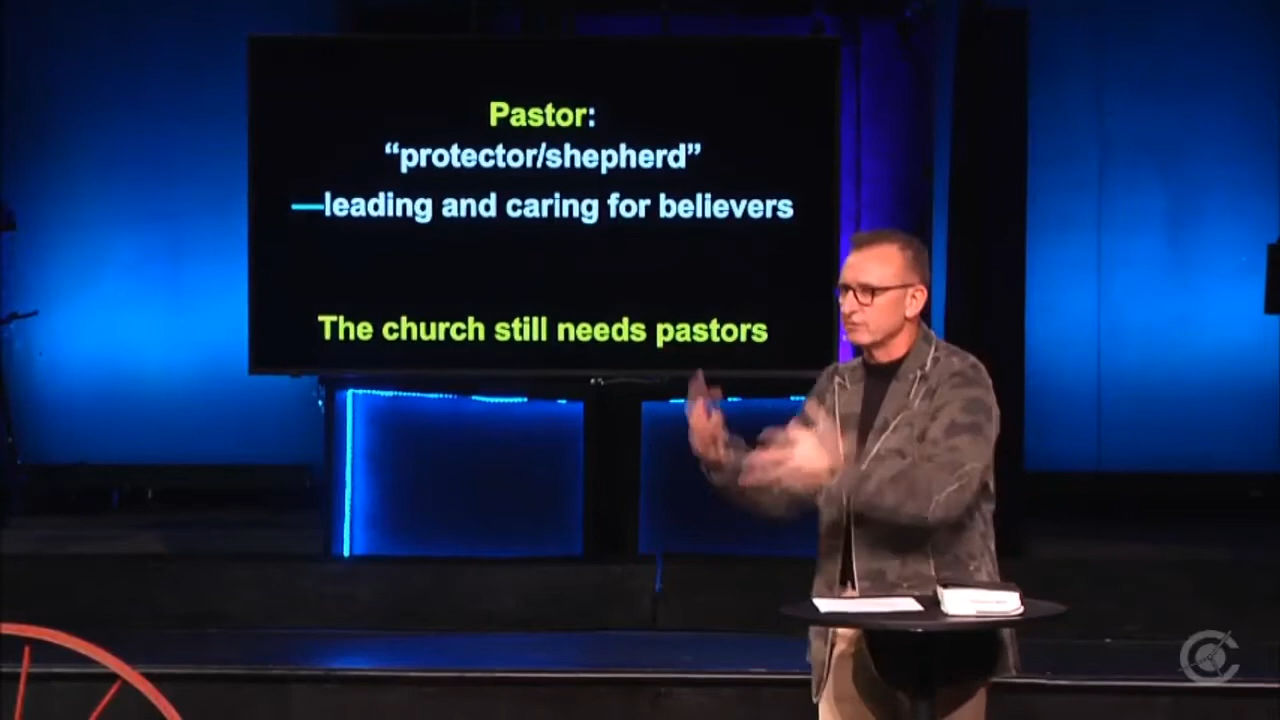 Pastor:
“protector/shepherd”
—leading and caring for believers
The church still needs pastors